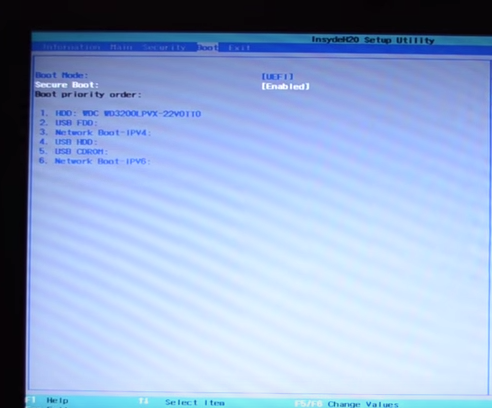 InsydeH20 Setup Utility
Information Main Security Boot Exit
Boot Mode: [UEFI]
Secure Boot: [Enabled]
Boot priority order:
1. HDD: WDC WD3200LPVX-22V0TT0
2. USB FDD:
3. Network Boot-IPV4:
4. USB HDD:
5. USB CDROM:
6. Network Boot-IPV6:
F1 Help ↑↓ Select Item F5/F6 Change Values